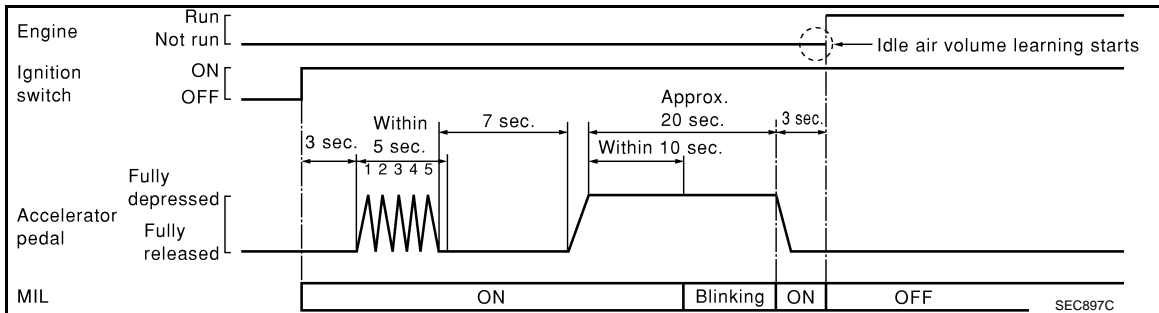 Engine
Run
Not run
Idle air volume learning starts
Ignition
switch
ON
OFF
3 sec.
Within
5 sec.
1 2 3 4 5
7 sec.
Approx.
20 sec.
Within 10 sec.
3 sec.
Accelerator
pedal
Fully
depressed
Fully
released
MIL
ON
Blinking
ON
OFF
SEC897C